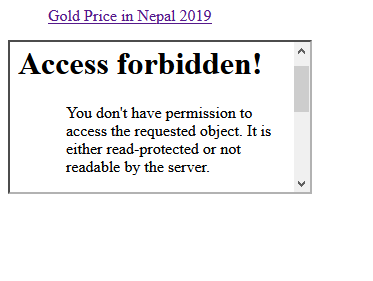 Gold Price in Nepal 2019
Access forbidden!
You don't have permission to
access the requested object. It is
either read-protected or not
readable by the server.